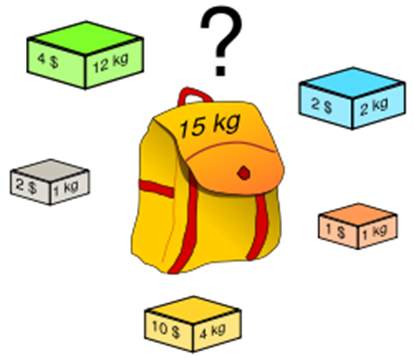 ?
4 $ 12 kg
15 kg
2 $ 2 kg
2 $ 1 kg
1 $ 1 kg
10 $ 4 kg